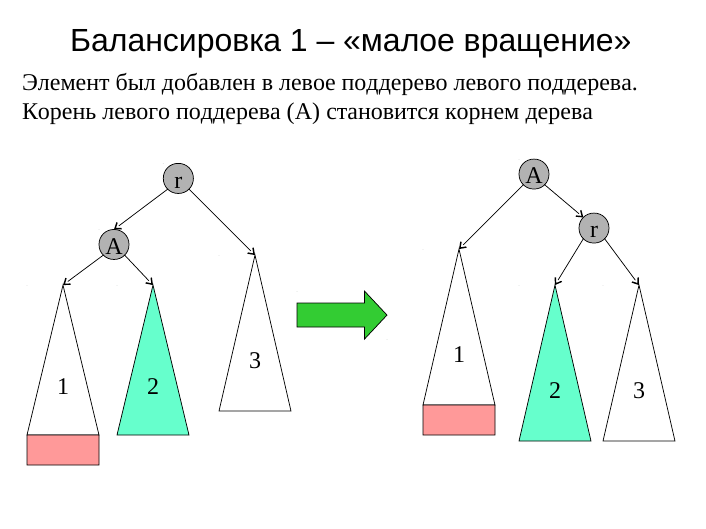 Балансировка 1 – «малое вращение»
Элемент был добавлен в левое поддерево левого поддерева.
Корень левого поддерева (А) становится корнем дерева
r
A
1
2
3
A
r
1
2
3